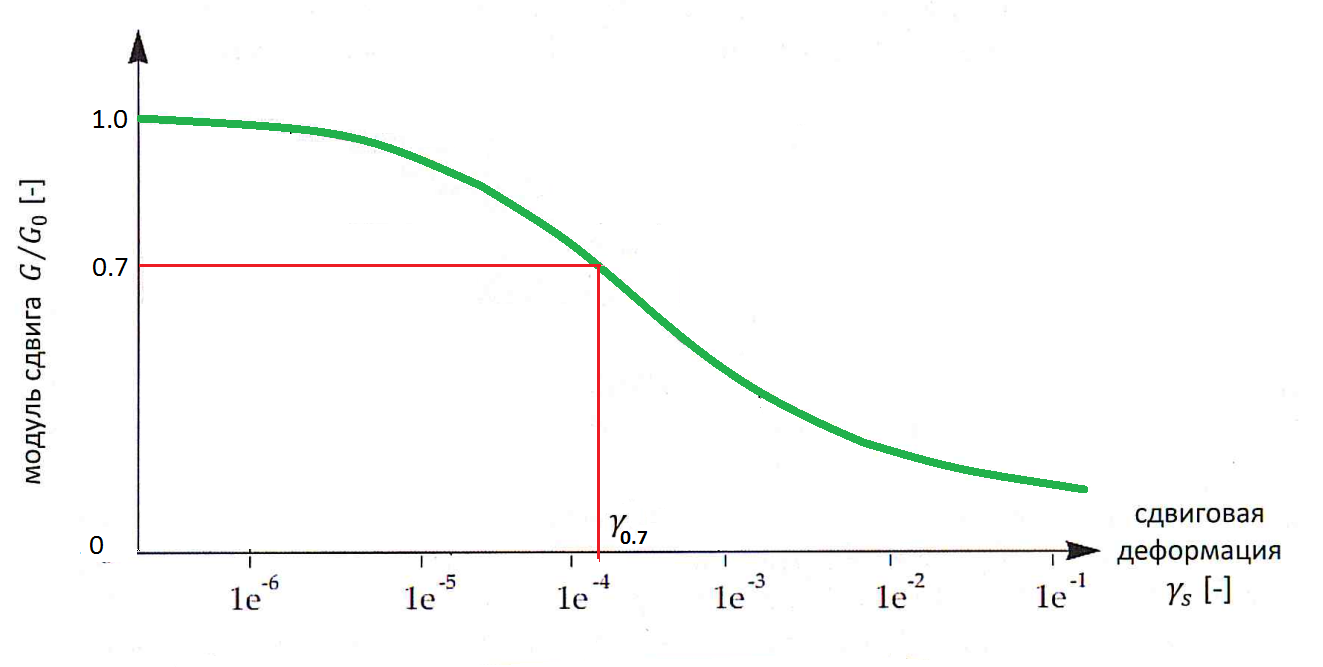 1.0
0.7
0
модуль сдвига G/G₀ [-]
γ₀.₇
1e⁻⁶ 1e⁻⁵ 1e⁻⁴ 1e⁻³ 1e⁻² 1e⁻¹
сдвиговая
деформация
γₛ [-]